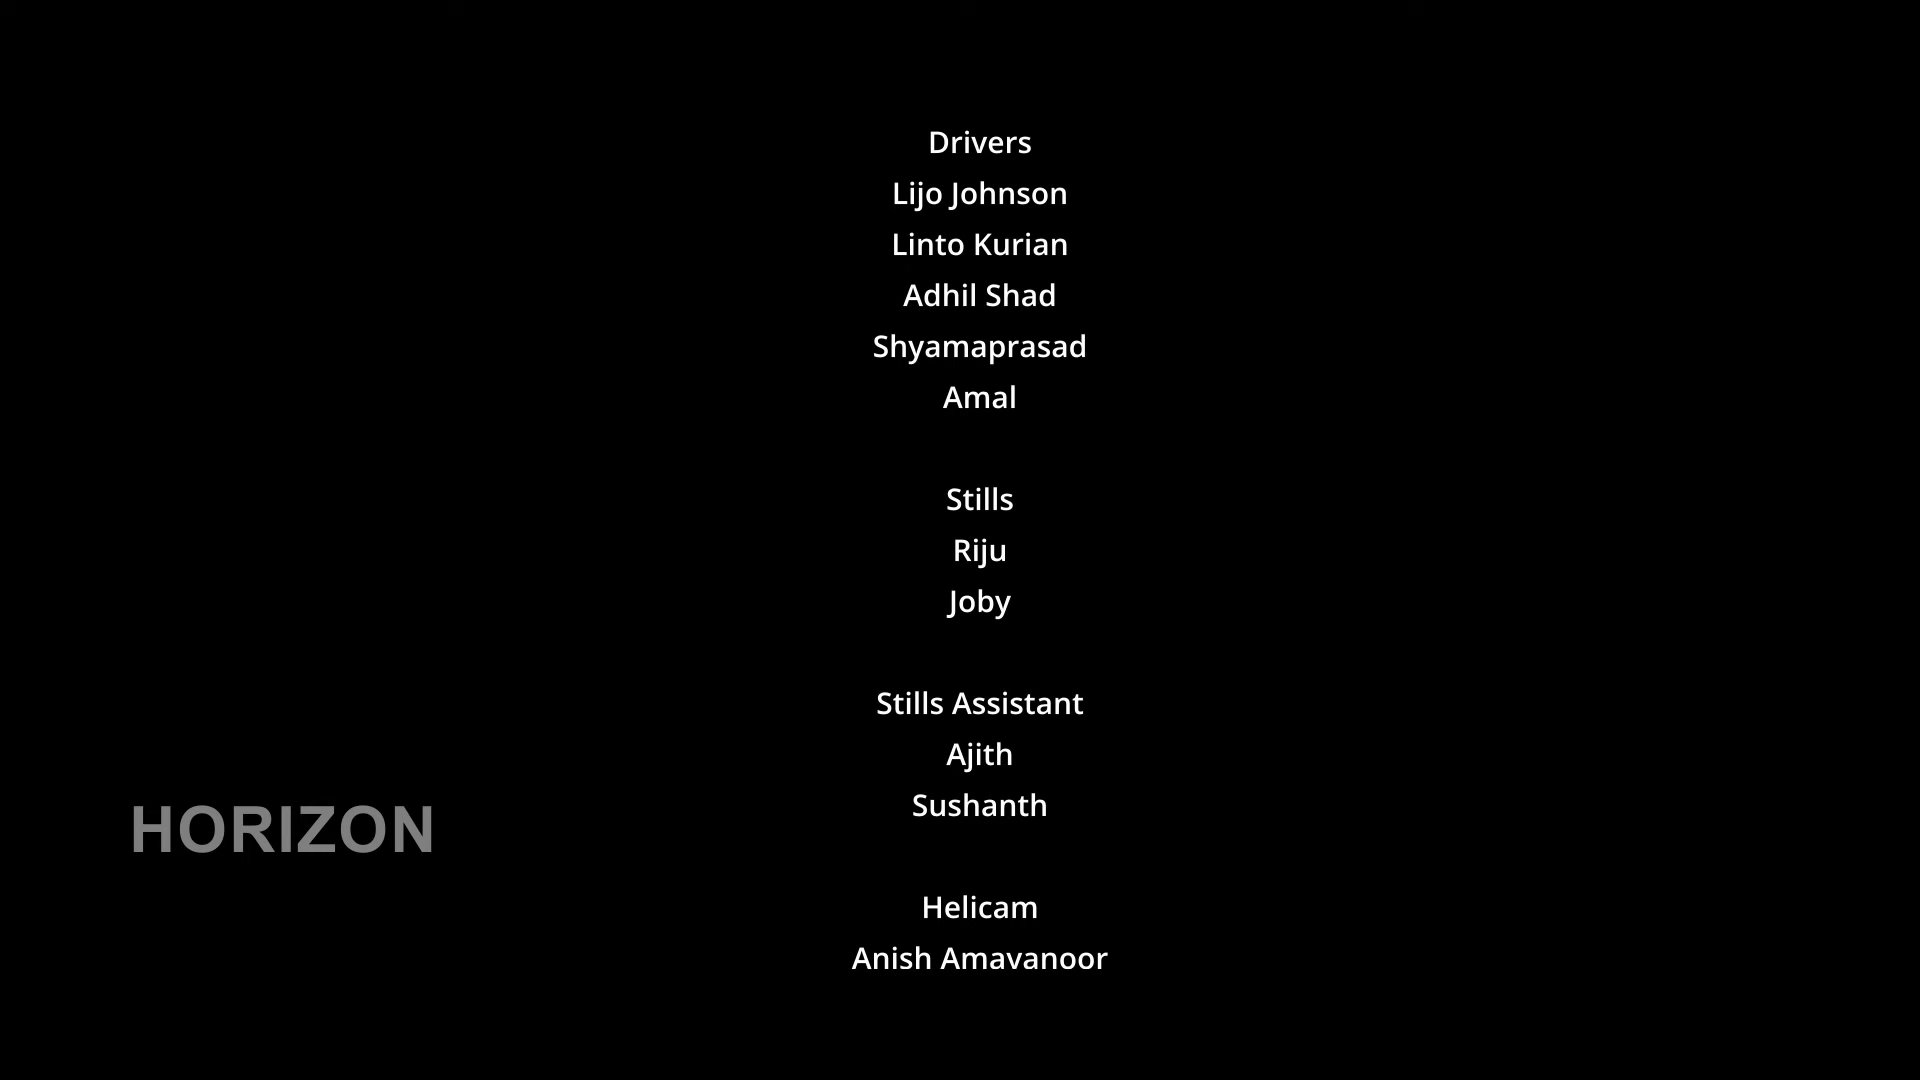 Drivers
Lijo Johnson
Linto Kurian
Adhil Shad
Shyamaprasad
Amal
Stills
Riju
Joby
Stills Assistant
Ajith
Sushanth
HORIZON
Helicam
Anish Amavanoor